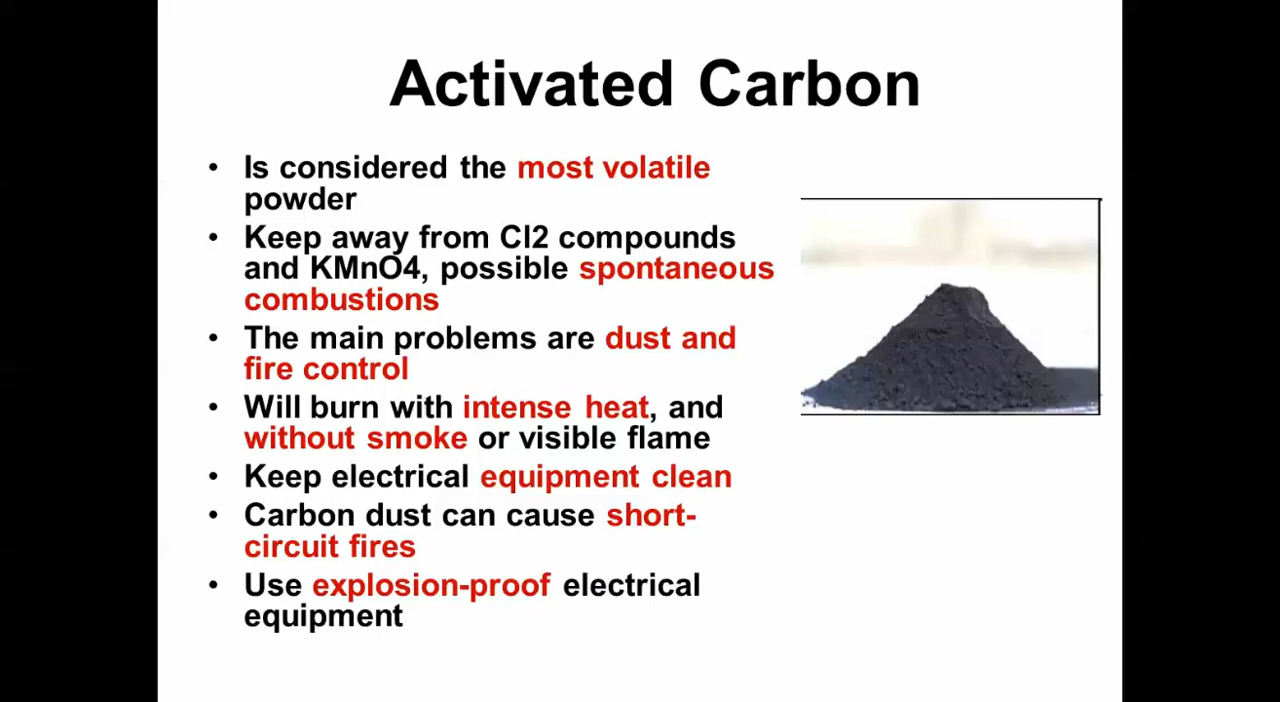 Activated Carbon
• Is considered the most volatile
powder
• Keep away from Cl2 compounds
and KMnO4, possible spontaneous
combustions
• The main problems are dust and
fire control
• Will burn with intense heat, and
without smoke or visible flame
• Keep electrical equipment clean
• Carbon dust can cause short-
circuit fires
• Use explosion-proof electrical
equipment